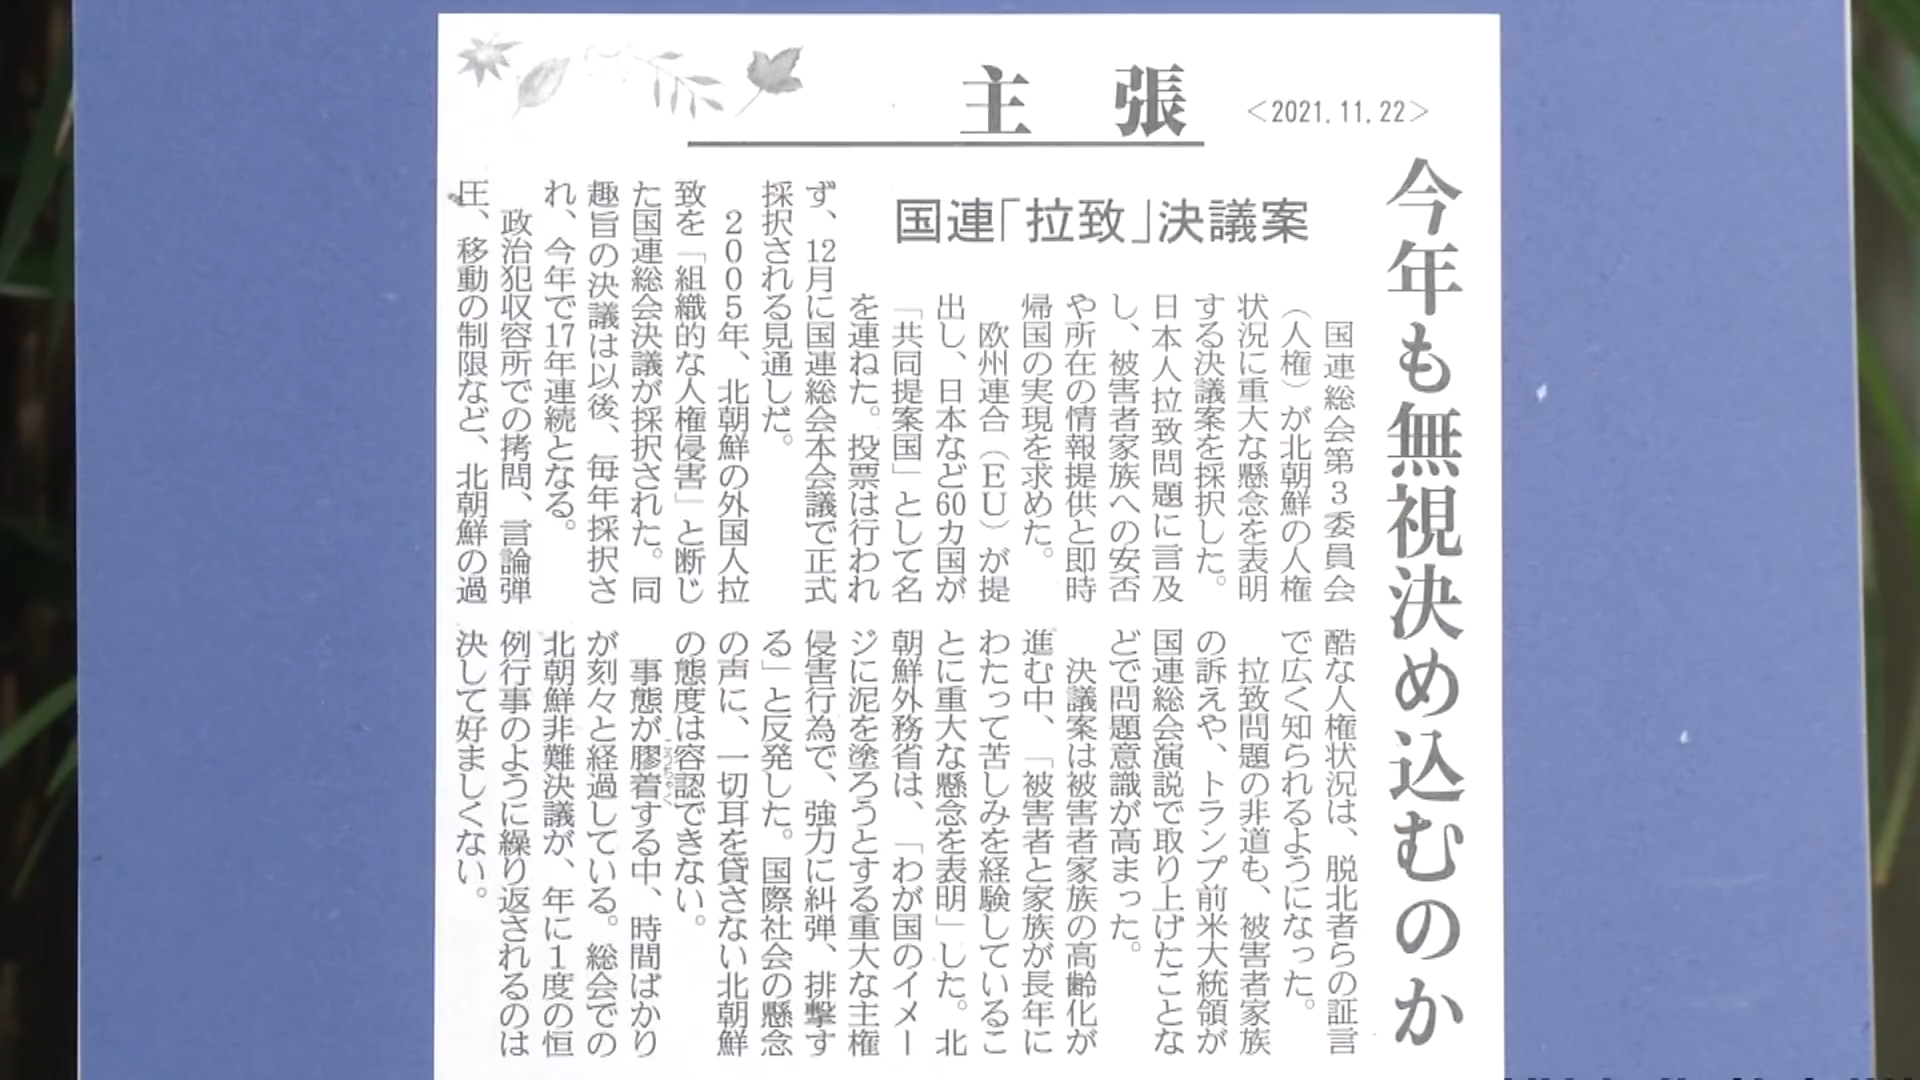 主張
<2021.11.22>
今年も無視決め込むのか
国連「拉致」決議案
国連総会第3委員会
(人権)が北朝鮮の人権
状況に重大な懸念を表明
する決議案を採択した。
日本人拉致問題に言及
し、被害者家族への安否
や所在の情報提供と即時
帰国の実現を求めた。
欧州連合(EU)が提
出し、日本など60カ国が
「共同提案国」として名
を連ねた。投票は行われ
ず、12月に国連総会本会議で正式
採択される見通しだ。
2005年、北朝鮮の外国人拉
致を「組織的な人権侵害」と断じ
た国連総会決議が採択された。同
趣旨の決議は以後、毎年採択さ
れ、今年で17年連続となる。
政治犯収容所での拷問、言論弾
圧、移動の制限など、北朝鮮の過
酷な人権状況は、脱北者らの証言
で広く知られるようになった。
拉致問題の非道も、被害者家族
の訴えや、トランプ前米大統領が
国連総会演説で取り上げたことな
どで問題意識が高まった。
決議案は被害者家族の高齢化が
進む中、「被害者と家族が長年に
わたって苦しみを経験しているこ
とに重大な懸念を表明」した。北
朝鮮外務省は、「わが国のイメー
ジに泥を塗ろうとする重大な主権
侵害行為で、強力に糾弾、排撃す
る」と反発した。国際社会の懸念
の声に、一切耳を貸さない北朝鮮
の態度は容認できない。
事態が膠着する中、時間ばかり
こうちゃく
が刻々と経過している。総会での
北朝鮮非難決議が、年に1度の恒
例行事のように繰り返されるのは
決して好ましくない。